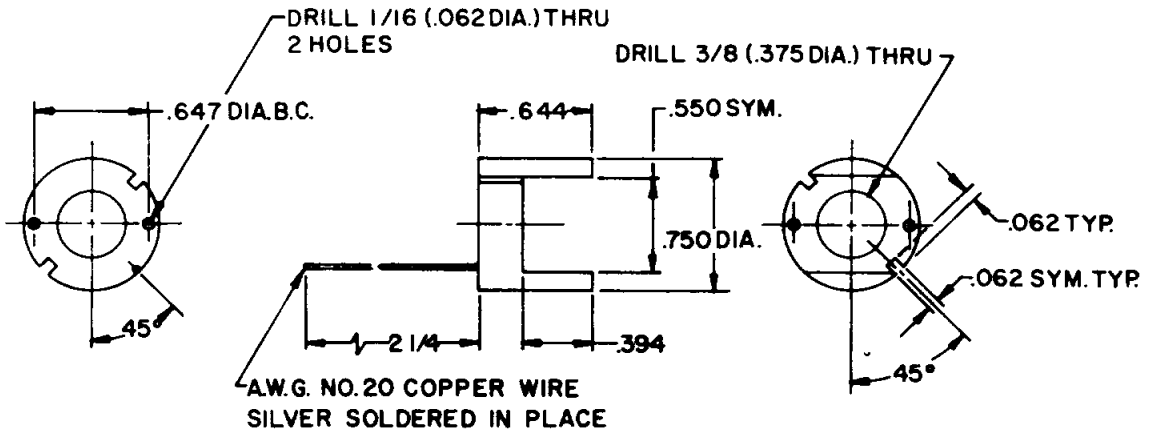 DRILL 1/16 (.062 DIA.) THRU
2 HOLES
DRILL 3/8 (.375 DIA.) THRU
.647 DIA.B.C.
.644
.550 SYM.
.750 DIA.
.062 TYP.
.062 SYM. TYP.
45°
2 1/4
.394
45°
A.W.G. NO. 20 COPPER WIRE
SILVER SOLDERED IN PLACE